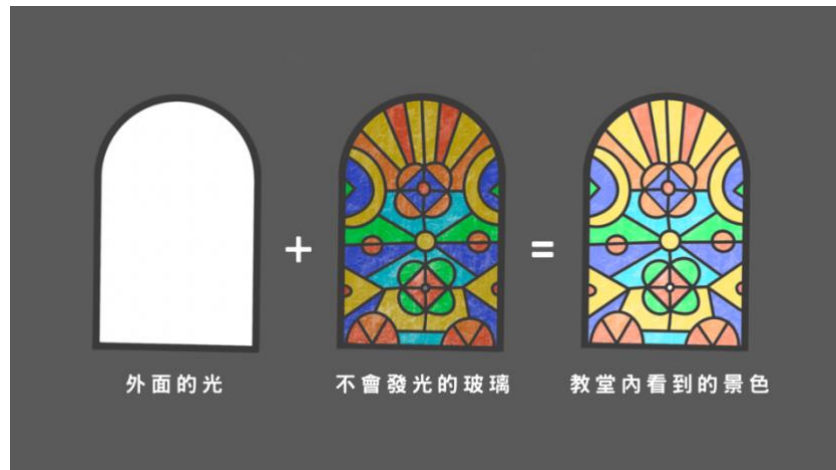 +
=
外面的光
不會發光的玻璃
教堂內看到的景色